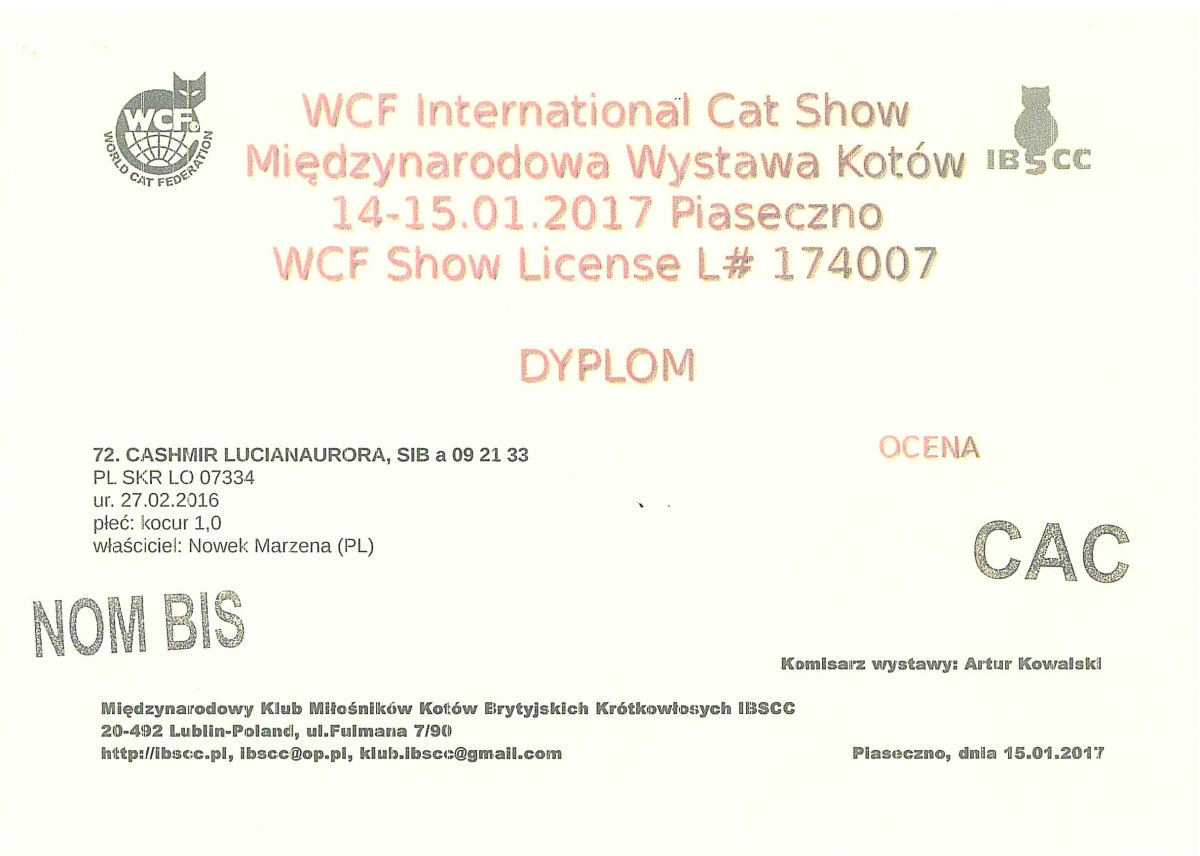 WCF
WORLD CAT FEDERATION
WCF International Cat Show
Międzynarodowa Wystawa Kotów
14-15.01.2017 Piaseczno
WCF Show License L# 174007
IBSCC
DYPLOM
72. CASHMIR LUCIANAURORA, SIB a 09 21 33
PL SKR LO 07334
ur. 27.02.2016
płeć: kocur 1,0
właściciel: Nowek Marzena (PL)
OCENA
CAC
NOM BIS
Komisarz wystawy: Artur Kowalski
Międzynarodowy Klub Miłośników Kotów Brytyjskich Krótkowłosych IBSCC
20-492 Lublin-Poland, ul.Fulmana 7/90
http://ibscc.pl, ibscc@op.pl, klub.ibscc@gmail.com
Piaseczno, dnia 15.01.2017